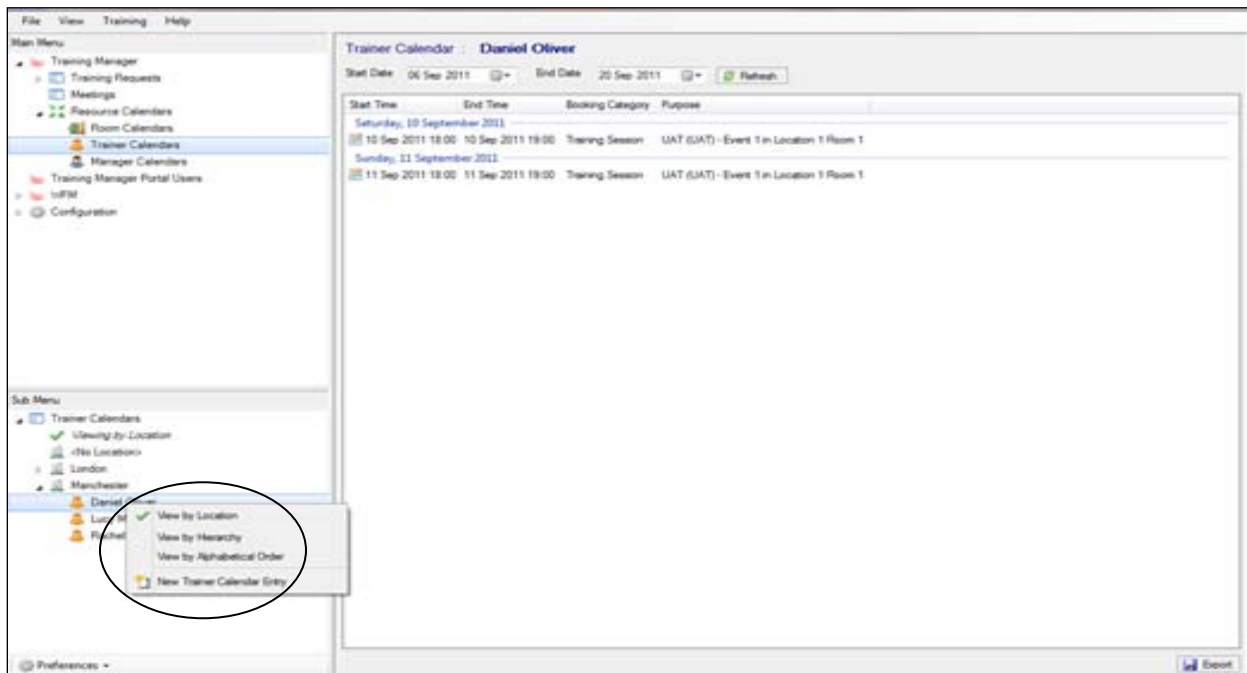 File View Training Help
Main Menu
Training Manager
Training Requests
Meetings
Resource Calendars
Room Calendars
Trainer Calendars
Manager Calendars
Training Manager Portal Users
Configuration
Trainer Calendar : Daniel Oliver
Start Date 06 Sep 2011 End Date 20 Sep 2011 Refresh
Start Time End Time Booking Category Purpose
Saturday, 10 September 2011
10 Sep 2011 18:00 10 Sep 2011 19:00 Training Session UAT (UAT) - Event 1 in Location 1 Room 1
Sunday, 11 September 2011
11 Sep 2011 18:00 11 Sep 2011 19:00 Training Session UAT (UAT) - Event 1 in Location 1 Room 1
Sub Menu
Trainer Calendars
Viewing by Location
<No Location>
London
Manchester
Daniel Oliver
Lucy M
Rachel
View by Location
View by Hierarchy
View by Alphabetical Order
New Trainer Calendar Entry
Preferences
Export